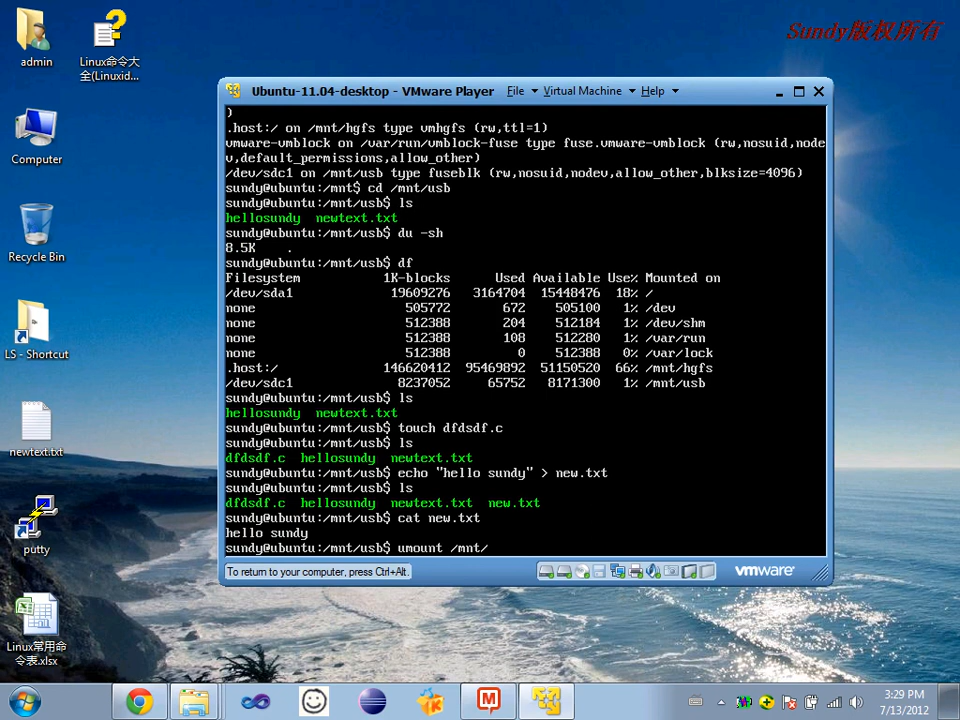 admin
Linux命令大
全(Linuxid...
Sundy版权所有
Computer
Recycle Bin
LS - Shortcut
newtext.txt
putty
Linux常用命
令表.xlsx
Ubuntu-11.04-desktop - VMware Player File Virtual Machine Help
)
.host:/ on /mnt/hgfs type vmhgfs (rw,ttl=1)
vmware-vmblock on /var/run/vmblock-fuse type fuse.vmware-vmblock (rw,nosuid,node
v,default_permissions,allow_other)
/dev/sdc1 on /mnt/usb type fuseblk (rw,nosuid,nodev,allow_other,blksize=4096)
sundy@ubuntu:/mnt$ cd /mnt/usb
sundy@ubuntu:/mnt/usb$ ls
hellosundy newtext.txt
sundy@ubuntu:/mnt/usb$ du -sh
8.5K .
sundy@ubuntu:/mnt/usb$ df
Filesystem 1K-blocks Used Available Use% Mounted on
/dev/sda1 19609276 3164704 15448476 18% /
none 505772 672 505100 1% /dev
none 512388 204 512184 1% /dev/shm
none 512388 108 512280 1% /var/run
none 512388 0 512388 0% /var/lock
.host:/ 146620412 95469892 51150520 66% /mnt/hgfs
/dev/sdc1 8237052 65752 8171300 1% /mnt/usb
sundy@ubuntu:/mnt/usb$ ls
hellosundy newtext.txt
sundy@ubuntu:/mnt/usb$ touch dfdsdf.c
sundy@ubuntu:/mnt/usb$ ls
dfdsdf.c hellosundy newtext.txt
sundy@ubuntu:/mnt/usb$ echo "hello sundy" > new.txt
sundy@ubuntu:/mnt/usb$ ls
dfdsdf.c hellosundy newtext.txt new.txt
sundy@ubuntu:/mnt/usb$ cat new.txt
hello sundy
sundy@ubuntu:/mnt/usb$ umount /mnt/
To return to your computer, press Ctrl+Alt.
vmware
3:29 PM
7/13/2012